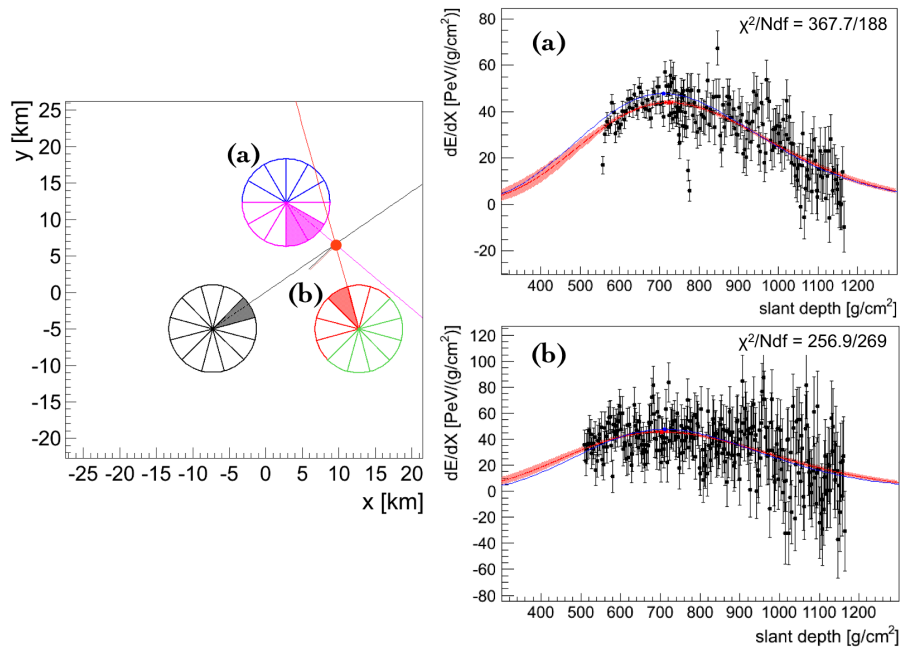 y [km]
25
20
15
10
5
0
-5
-10
-15
-20
-25 -20 -15 -10 -5 0 5 10 15 20
x [km]
(a)
(b)
(a)
χ²/Ndf = 367.7/188
dE/dX [PeV/(g/cm²)]
80
60
40
20
0
-20
400 500 600 700 800 900 1000 1100 1200
slant depth [g/cm²]
(b)
χ²/Ndf = 256.9/269
dE/dX [PeV/(g/cm²)]
120
100
80
60
40
20
0
-20
-40
-60
-80
400 500 600 700 800 900 1000 1100 1200
slant depth [g/cm²]